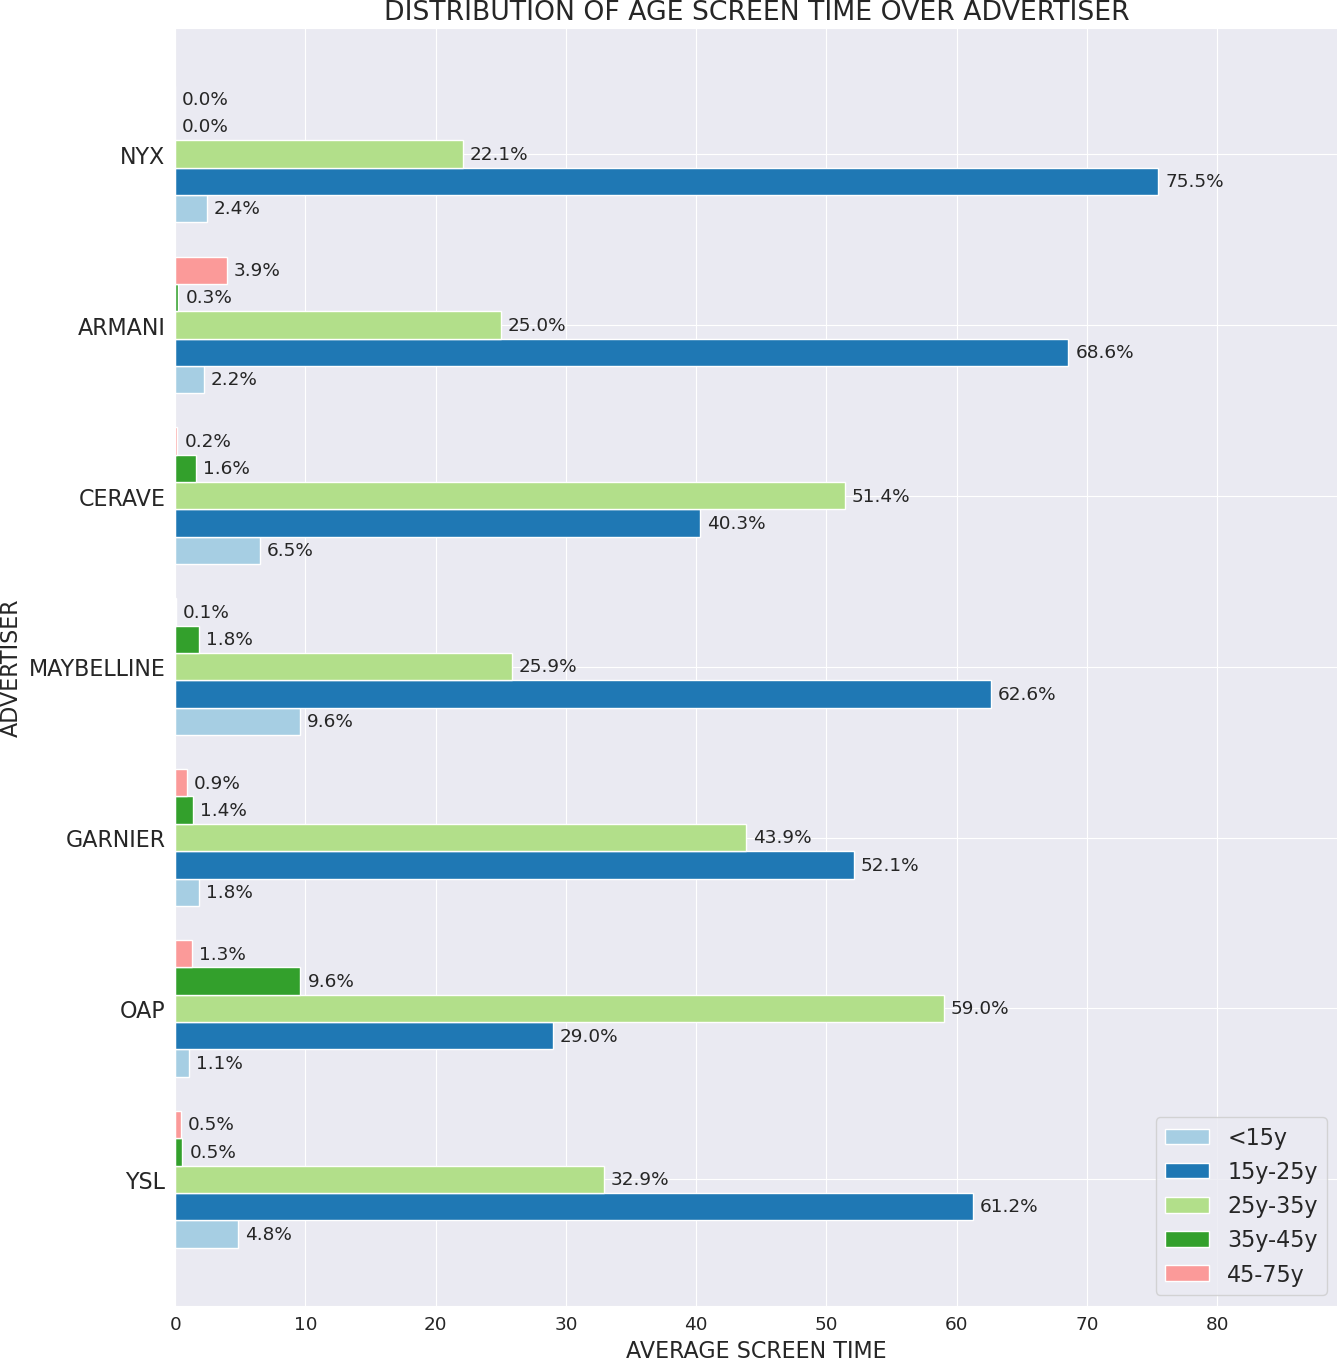 DISTRIBUTION OF AGE SCREEN TIME OVER ADVERTISER
0.0%
0.0%
NYX
22.1%
75.5%
2.4%
3.9%
0.3%
ARMANI
25.0%
68.6%
2.2%
0.2%
1.6%
CERAVE
51.4%
40.3%
6.5%
0.1%
1.8%
MAYBELLINE
25.9%
62.6%
9.6%
ADVERTISER
0.9%
1.4%
GARNIER
43.9%
52.1%
1.8%
1.3%
9.6%
OAP
59.0%
29.0%
1.1%
0.5%
0.5%
YSL
32.9%
61.2%
4.8%
<15y
15y-25y
25y-35y
35y-45y
45-75y
0 10 20 30 40 50 60 70 80
AVERAGE SCREEN TIME